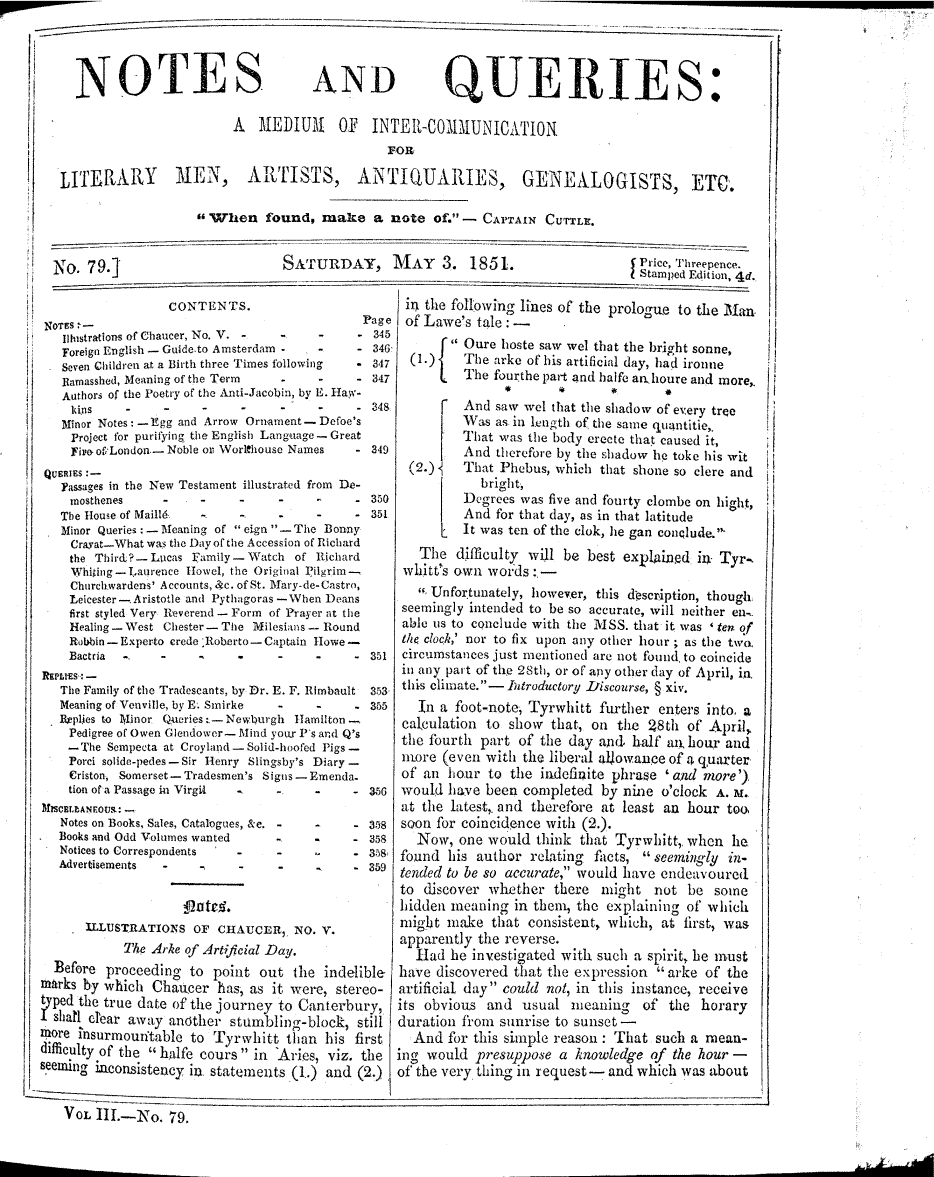 NOTES AND QUERIES:
A MEDIUM OF INTER-COMMUNICATION
FOR
LITERARY MEN, ARTISTS, ANTIQUARIES, GENEALOGISTS, ETC.
"When found, make a note of."— CAPTAIN CUTTLE.
No. 79.]
SATURDAY, MAY 3. 1851.
{ Price, Threepence.
{ Stamped Edition, 4d.
CONTENTS.
NOTES :— Page
Illustrations of Chaucer, No. V. - - - - 345
Foreign English — Guide to Amsterdam - - - 346
Seven Children at a Birth three Times following - 347
Ramasshed, Meaning of the Term - - - 347
Authors of the Poetry of the Anti-Jacobin, by E. Haw-
kins - - - - - - - 348
Minor Notes : — Egg and Arrow Ornament — Defoe's
Project for purifying the English Language — Great
Fire of London — Noble or Workhouse Names - 349
QUERIES :—
Passages in the New Testament illustrated from De-
mosthenes - - - - - - 350
The House of Maillé - - - - - 351
Minor Queries : — Meaning of "eign" — The Bonny
Crayat—What was the Day of the Accession of Richard
the Third? — Lucas Family — Watch of Richard
Whiting — Laurence Howel, the Original Pilgrim —
Churchwardens' Accounts, &c. of St. Mary-de-Castro,
Leicester — Aristotle and Pythagoras — When Deans
first styled Very Reverend — Form of Prayer at the
Healing — West Chester — The Milesians — Round
Robbin — Experto crede Roberto — Captain Howe —
Bactria - - - - - - - 351
REPLIES : —
The Family of the Tradescants, by Dr. E. F. Rimbault 353
Meaning of Venville, by E. Smirke - - - 355
Replies to Minor Queries : — Newburgh Hamilton —
Pedigree of Owen Glendower — Mind your P's and Q's
— The Sempecta at Croyland — Solid-hoofed Pigs —
Porci solide-pedes — Sir Henry Slingsby's Diary —
Criston, Somerset — Tradesmen's Signs — Emenda-
tion of a Passage in Virgil - - - - 356
MISCELLANEOUS : —
Notes on Books, Sales, Catalogues, &c. - - - 358
Books and Odd Volumes wanted - - - 358
Notices to Correspondents - - - - 358
Advertisements - - - - - 359
Notes.
ILLUSTRATIONS OF CHAUCER, NO. V.
The Arke of Artificial Day.
Before proceeding to point out the indelible
marks by which Chaucer has, as it were, stereo-
typed the true date of the journey to Canterbury,
I shall clear away another stumbling-block, still
more insurmountable to Tyrwhitt than his first
difficulty of the "halfe cours" in Aries, viz. the
seeming inconsistency in statements (1.) and (2.)
in the following lines of the prologue to the Man
of Lawe's tale : —
" Oure hoste saw wel that the bright sonne,
(1.) { The arke of his artificial day, had ironne
The fourthe part and halfe an houre and more,
* * * *
And saw wel that the shadow of every tree
Was as in length of the same quantitie,
That was the body erecte that caused it,
And therefore by the shadow he toke his wit
(2.) { That Phebus, which that shone so clere and
bright,
Degrees was five and fourty clombe on hight,
And for that day, as in that latitude
It was ten of the clok, he gan conclude."
The difficulty will be best explained in Tyr-
whitt's own words : —
" Unfortunately, however, this description, though
seemingly intended to be so accurate, will neither en-
able us to conclude with the MSS. that it was 'ten of
the clock,' nor to fix upon any other hour ; as the two
circumstances just mentioned are not found to coincide
in any part of the 28th, or of any other day of April, in
this climate."— Introductory Discourse, § xiv.
In a foot-note, Tyrwhitt further enters into a
calculation to show that, on the 28th of April,
the fourth part of the day and half an hour and
more (even with the liberal allowance of a quarter
of an hour to the indefinite phrase 'and more')
would have been completed by nine o'clock A. M.
at the latest, and therefore at least an hour too
soon for coincidence with (2.).
Now, one would think that Tyrwhitt, when he
found his author relating facts, "seemingly in-
tended to be so accurate," would have endeavoured
to discover whether there might not be some
hidden meaning in them, the explaining of which
might make that consistent, which, at first, was
apparently the reverse.
Had he investigated with such a spirit, he must
have discovered that the expression "arke of the
artificial day" could not, in this instance, receive
its obvious and usual meaning of the horary
duration from sunrise to sunset —
And for this simple reason : That such a mean-
ing would presuppose a knowledge of the hour —
of the very thing in request — and which was about
VOL III.—No. 79.